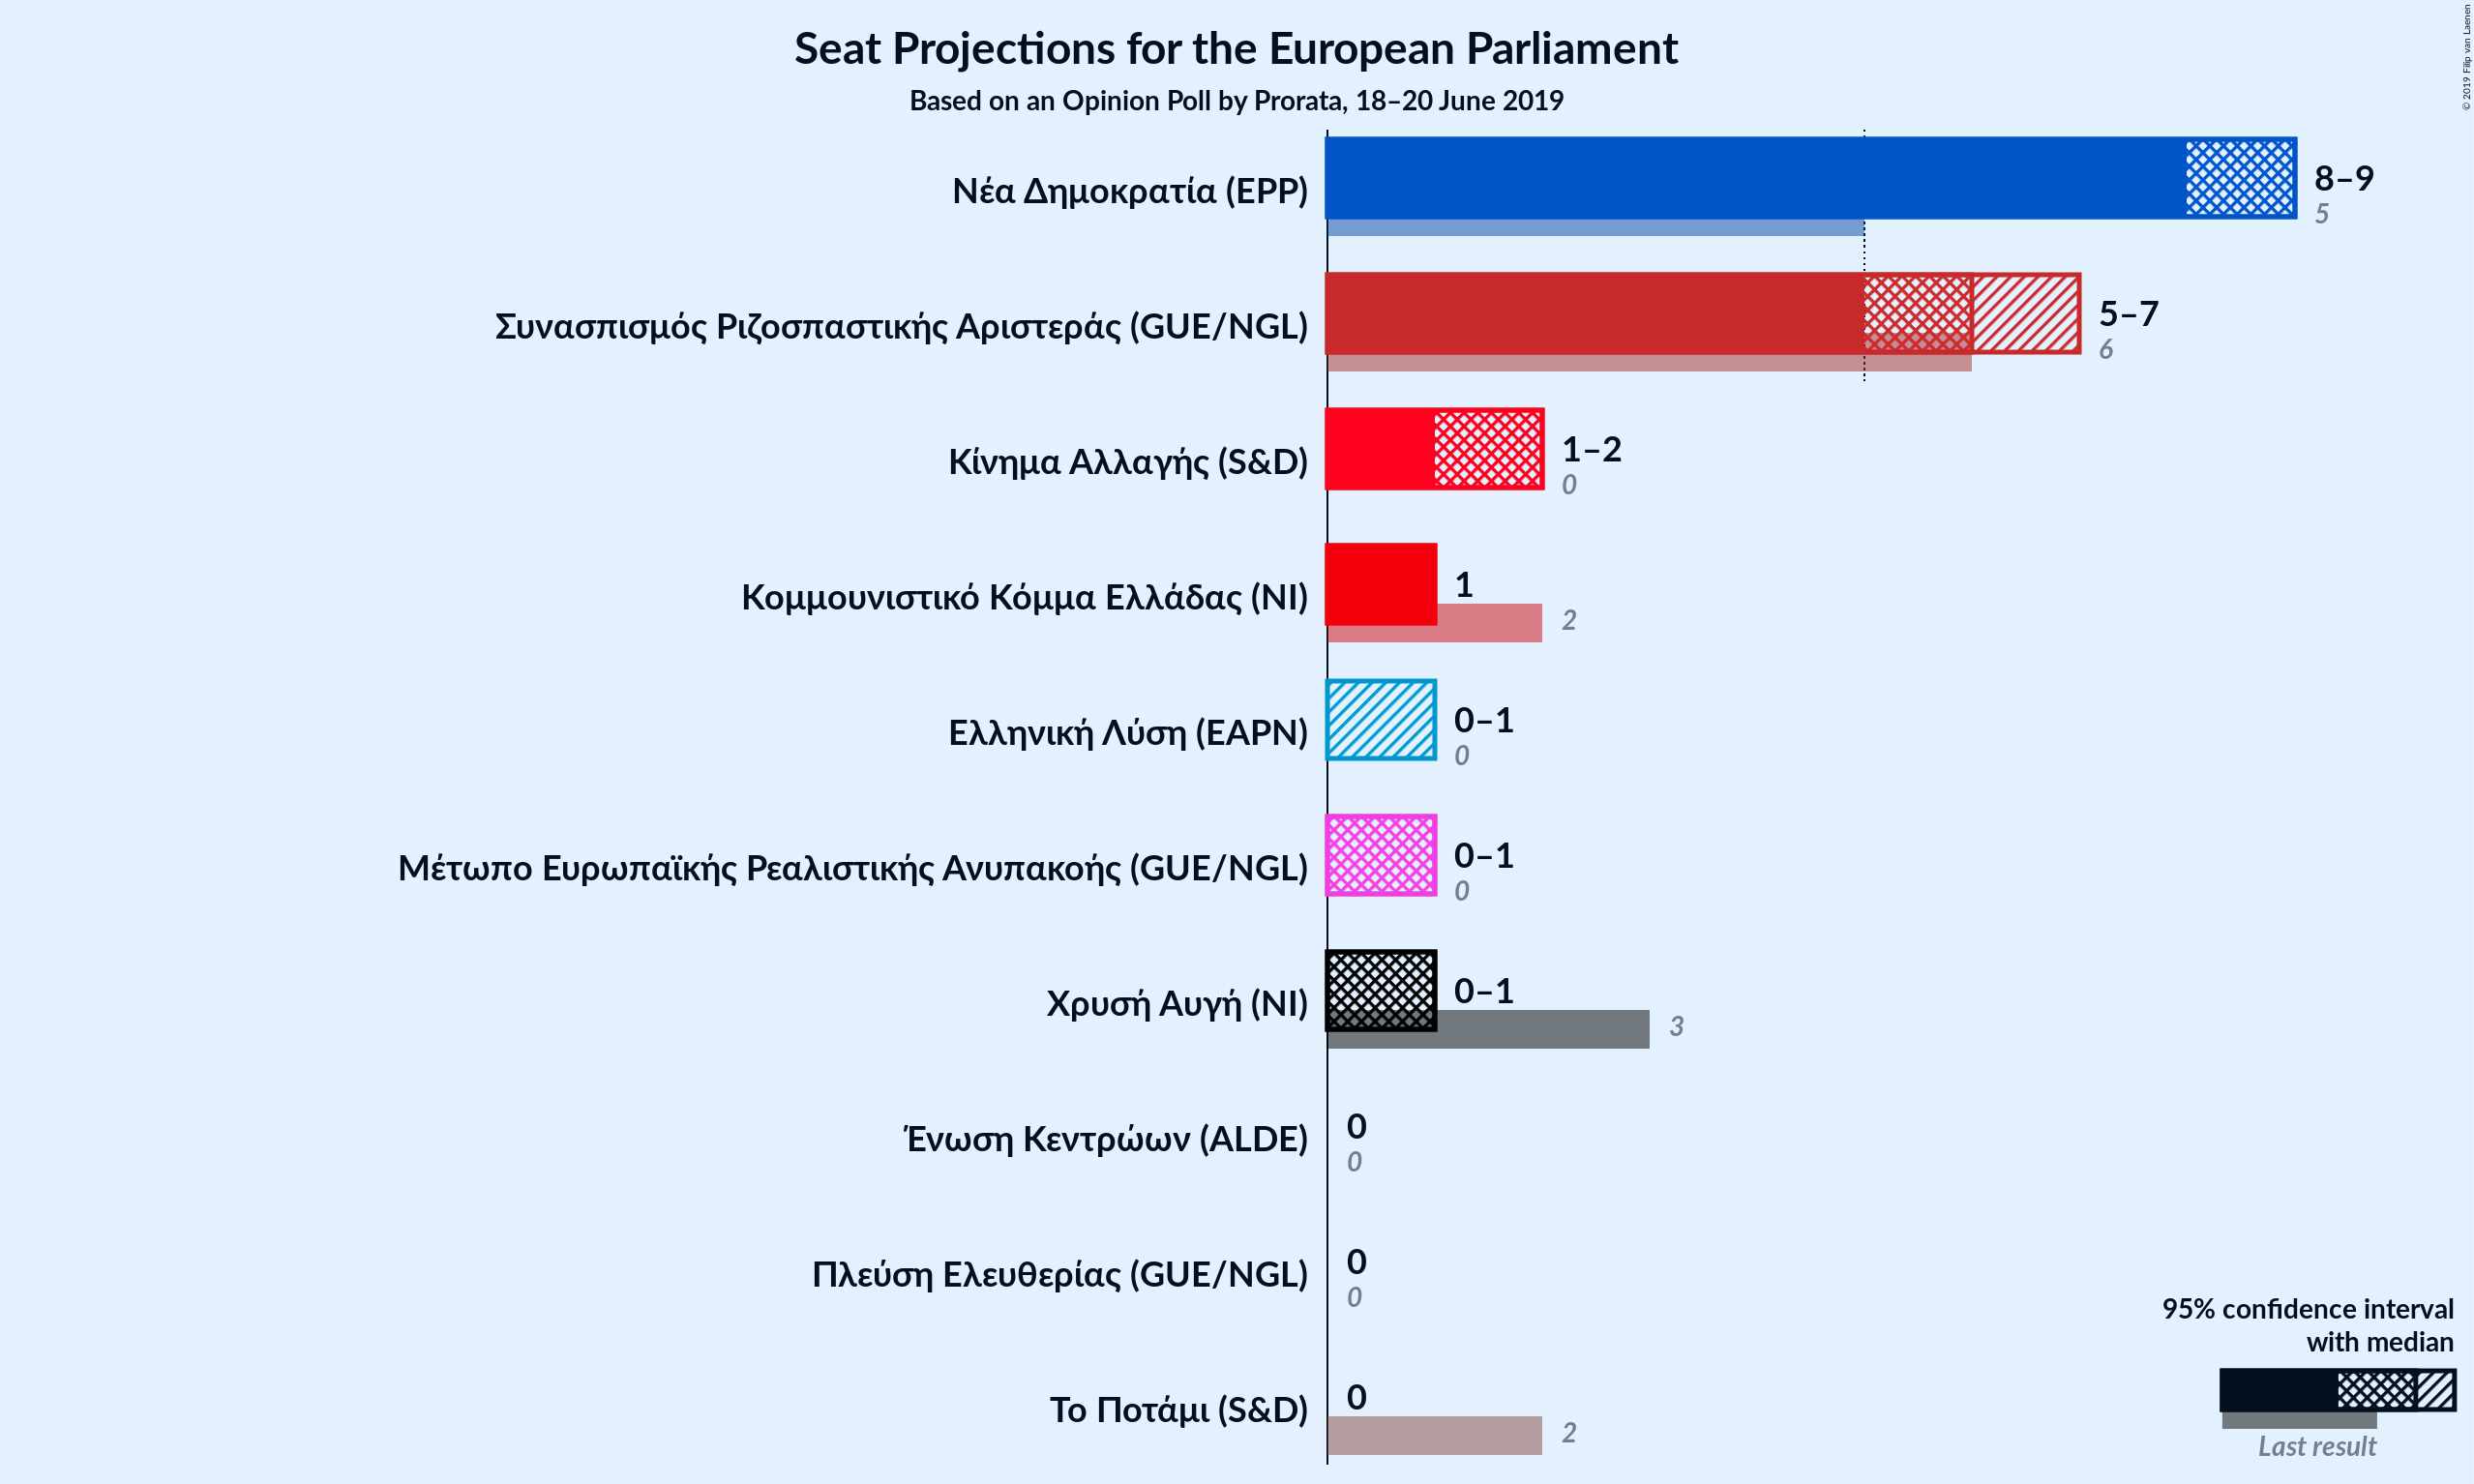 Seat Projections for the European Parliament
Based on an Opinion Poll by Prorata, 18–20 June 2019
© 2019 Filip van Laenen
Νέα Δημοκρατία (EPP)
8–9
5
Συνασπισμός Ριζοσπαστικής Αριστεράς (GUE/NGL)
5–7
6
Κίνημα Αλλαγής (S&D)
1–2
0
Κομμουνιστικό Κόμμα Ελλάδας (NI)
1
2
Ελληνική Λύση (EAPN)
0–1
0
Μέτωπο Ευρωπαϊκής Ρεαλιστικής Ανυπακοής (GUE/NGL)
0–1
0
Χρυσή Αυγή (NI)
0–1
3
Ένωση Κεντρώων (ALDE)
0
0
Πλεύση Ελευθερίας (GUE/NGL)
0
0
Το Ποτάμι (S&D)
0
2
95% confidence interval
with median
Last result